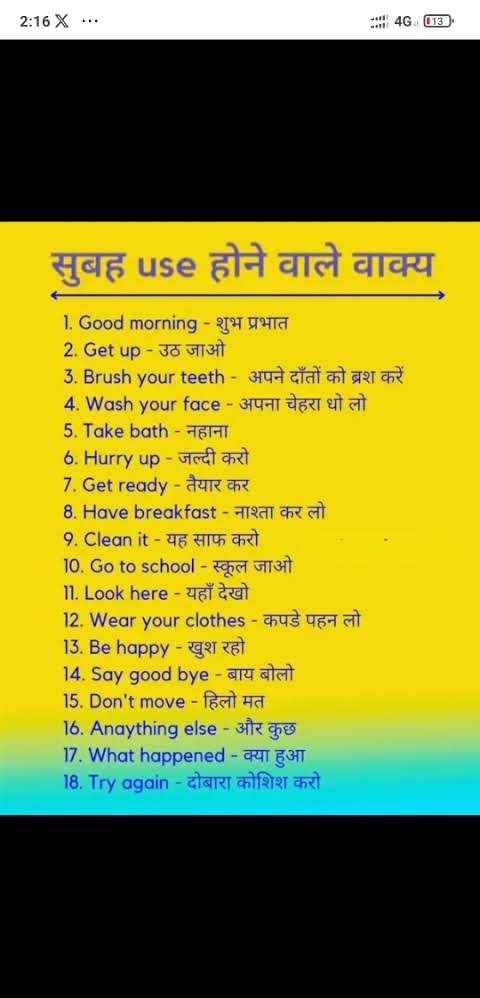 2:16 X ...
4G 13
सुबह use होने वाले वाक्य
1. Good morning - शुभ प्रभात
2. Get up - उठ जाओ
3. Brush your teeth - अपने दाँतों को ब्रश करें
4. Wash your face - अपना चेहरा धो लो
5. Take bath - नहाना
6. Hurry up - जल्दी करो
7. Get ready - तैयार कर
8. Have breakfast - नाश्ता कर लो
9. Clean it - यह साफ करो
10. Go to school - स्कूल जाओ
11. Look here - यहाँ देखो
12. Wear your clothes - कपडे पहन लो
13. Be happy - खुश रहो
14. Say good bye - बाय बोलो
15. Don't move - हिलो मत
16. Anaything else - और कुछ
17. What happened - क्या हुआ
18. Try again - दोबारा कोशिश करो